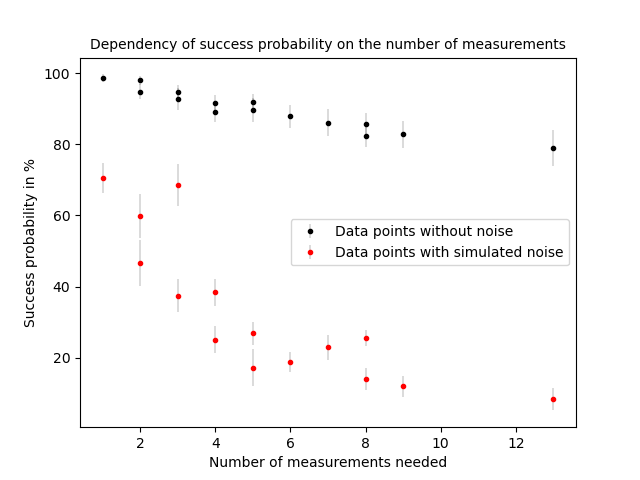 Dependency of success probability on the number of measurements
100
80
60
40
20
Success probability in %
Data points without noise
Data points with simulated noise
2 4 6 8 10 12
Number of measurements needed